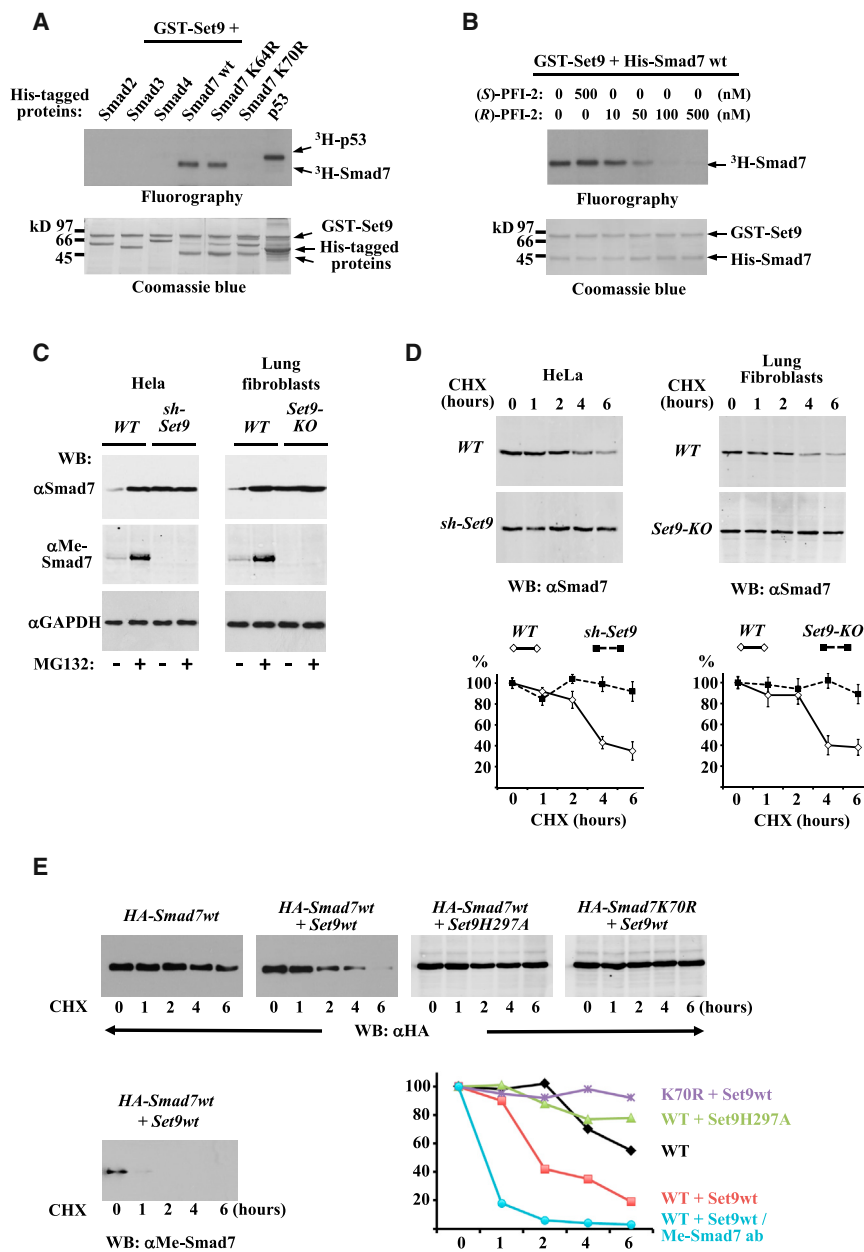 A
GST-Set9 +
His-tagged
proteins:
Smad2
Smad3
Smad4
Smad7 wt
Smad7 K64R
Smad7 K70R
p53
³H-p53
³H-Smad7
Fluorography
kD 97
66
45
GST-Set9
His-tagged
proteins
Coomassie blue
B
GST-Set9 + His-Smad7 wt
(S)-PFI-2: 0 500 0 0 0 0 (nM)
(R)-PFI-2: 0 0 10 50 100 500 (nM)
³H-Smad7
Fluorography
kD 97
66
45
GST-Set9
His-Smad7
Coomassie blue
C
Hela
Lung
fibroblasts
WT
sh-
Set9
WT
Set9-
KO
WB:
αSmad7
αMe-
Smad7
αGAPDH
MG132: - + - + - + - +
D
CHX
(hours)
HeLa
0 1 2 4 6
WT
sh-Set9
WB: αSmad7
CHX
(hours)
Lung
Fibroblasts
0 1 2 4 6
WT
Set9-KO
WB: αSmad7
WT
sh-Set9
%
100
80
60
40
20
0 1 2 4 6
WT
Set9-KO
%
100
80
60
40
20
0 1 2 4 6
CHX (hours)
CHX (hours)
E
HA-Smad7wt
HA-Smad7wt
+ Set9wt
HA-Smad7wt
+ Set9H297A
HA-Smad7K70R
+ Set9wt
CHX 0 1 2 4 6 0 1 2 4 6 0 1 2 4 6 0 1 2 4 6 (hours)
WB: αHA
HA-Smad7wt
+ Set9wt
CHX 0 1 2 4 6 (hours)
WB: αMe-Smad7
100
80
60
40
20
0 1 2 4 6
K70R + Set9wt
WT + Set9H297A
WT
WT + Set9wt
WT + Set9wt /
Me-Smad7 ab